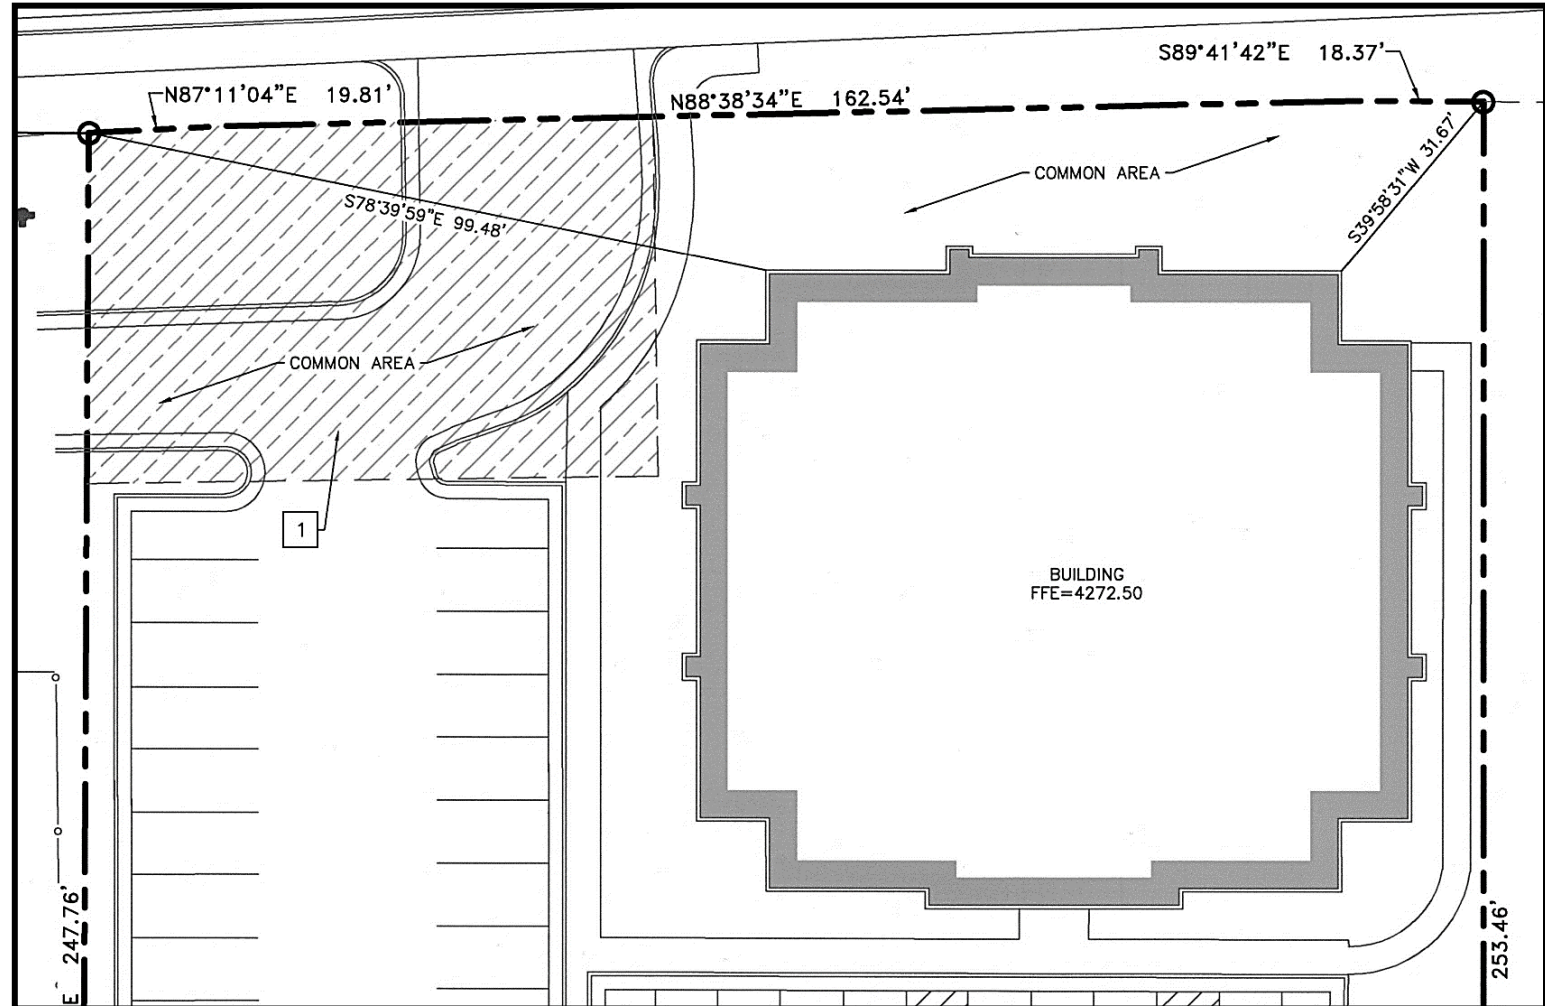 S89°41'42"E 18.37'
N87°11'04"E 19.81'
N88°38'34"E 162.54'
COMMON AREA
S39°58'31"W 31.67'
S78°39'59"E 99.48'
COMMON AREA
1
BUILDING
FFE=4272.50
E 247.76'
253.46'